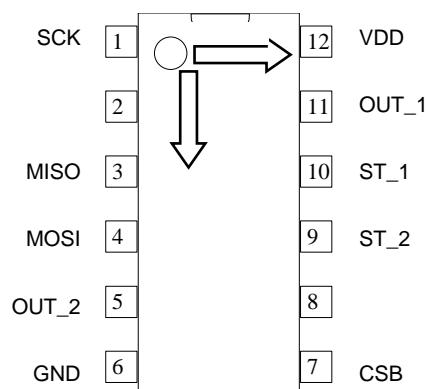 SCK 1 12 VDD
2 11 OUT_1
MISO 3 10 ST_1
MOSI 4 9 ST_2
OUT_2 5 8
GND 6 7 CSB